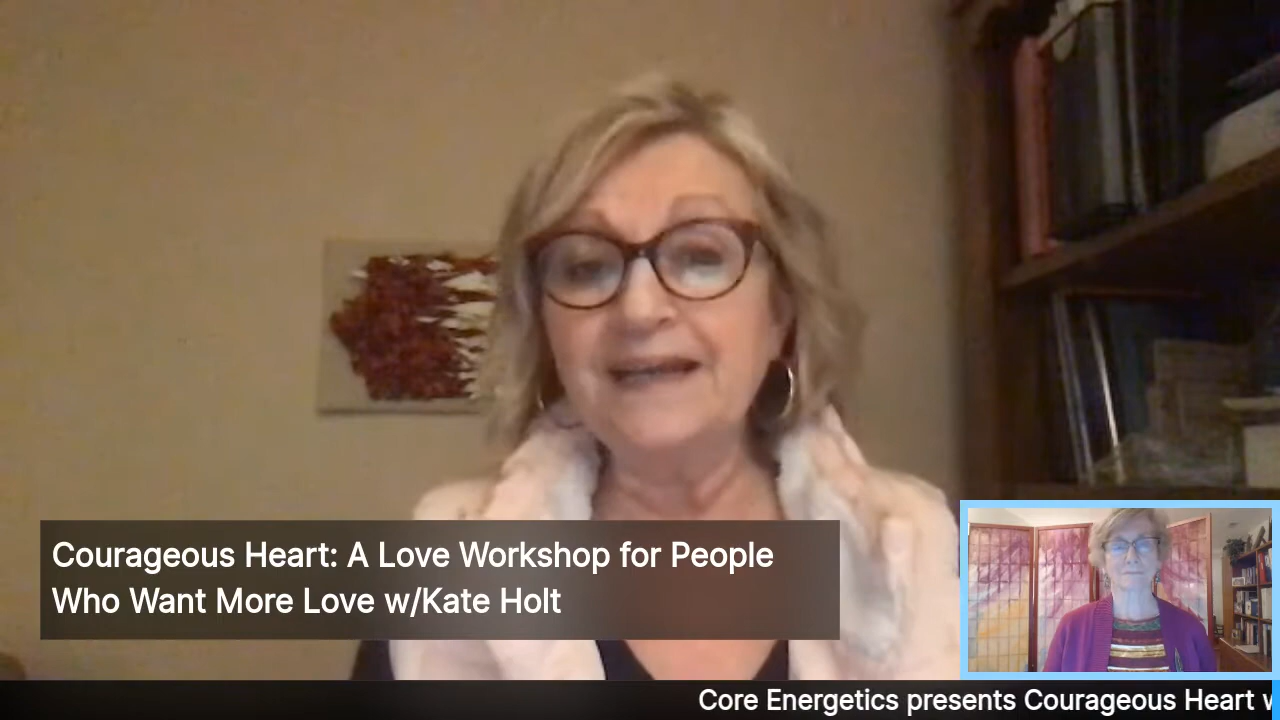 Courageous Heart: A Love Workshop for People
Who Want More Love w/Kate Holt
Core Energetics presents Courageous Heart